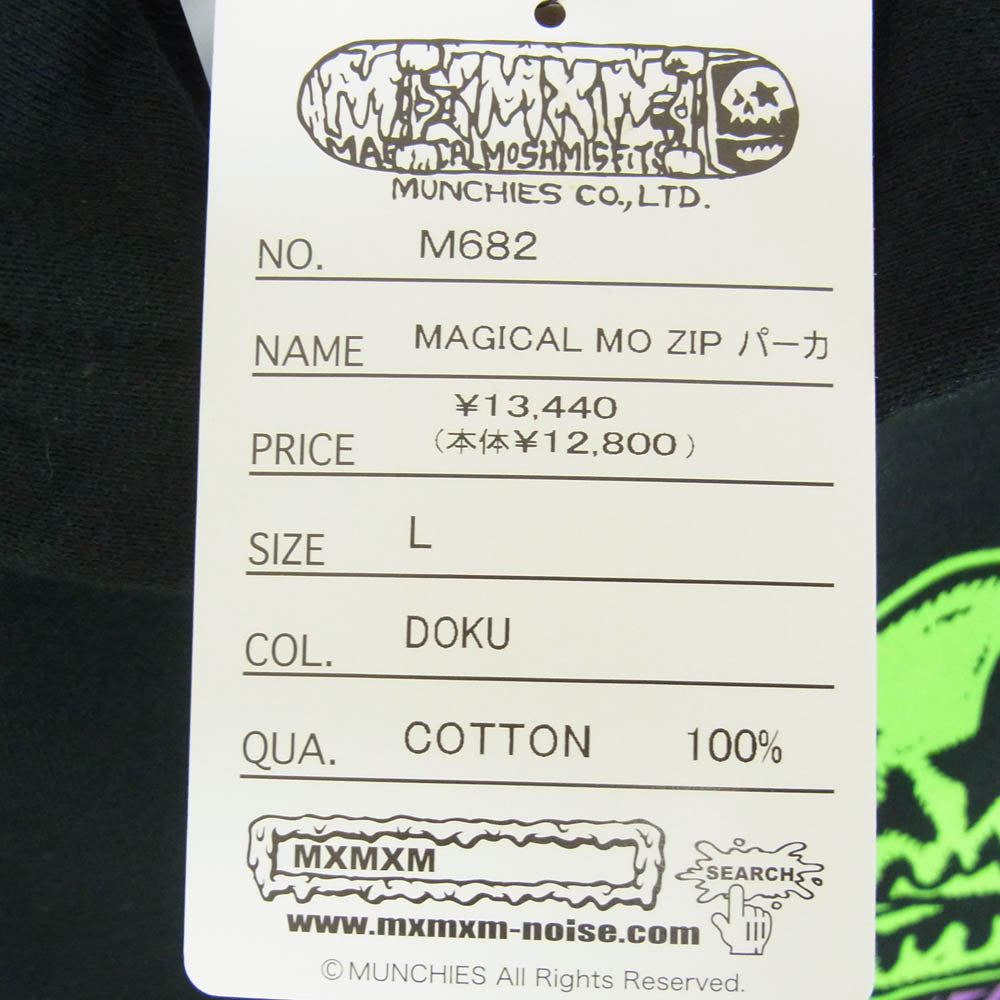 MXMXM
MAGICAL MOSHMISFITS
MUNCHIES CO.,LTD.
NO. M682
NAME MAGICAL MO ZIP パーカ
¥13,440
PRICE (本体¥12,800)
SIZE L
COL. DOKU
QUA. COTTON 100%
MXMXM SEARCH
www.mxmxm-noise.com
©MUNCHIES All Rights Reserved.